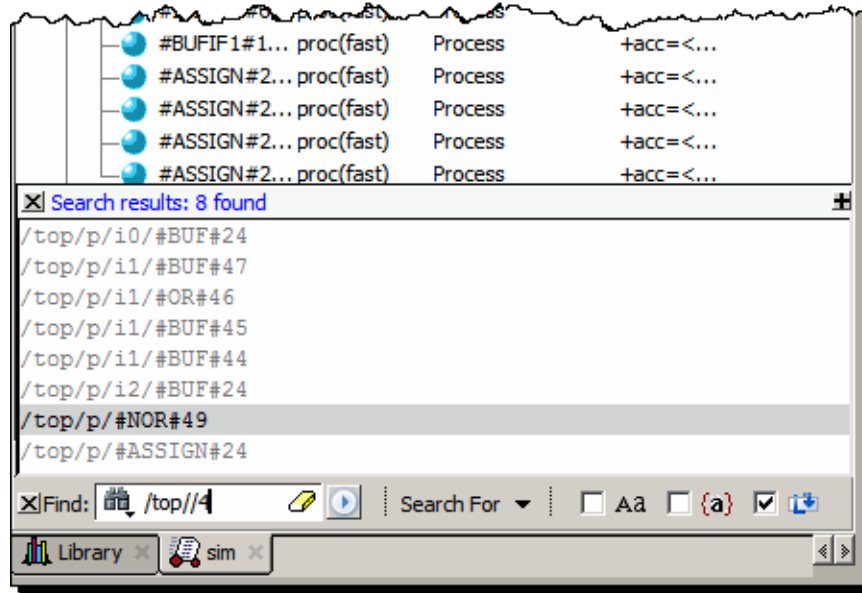 #BUFIF1#1... proc(fast) Process +acc=<...
#ASSIGN#2... proc(fast) Process +acc=<...
#ASSIGN#2... proc(fast) Process +acc=<...
#ASSIGN#2... proc(fast) Process +acc=<...
#ASSIGN#2... proc(fast) Process +acc=<...
Search results: 8 found
/top/p/i0/#BUF#24
/top/p/i1/#BUF#47
/top/p/i1/#OR#46
/top/p/i1/#BUF#45
/top/p/i1/#BUF#44
/top/p/i2/#BUF#24
/top/p/#NOR#49
/top/p/#ASSIGN#24
Find: /top//4 Search For Aa {a}
Library sim